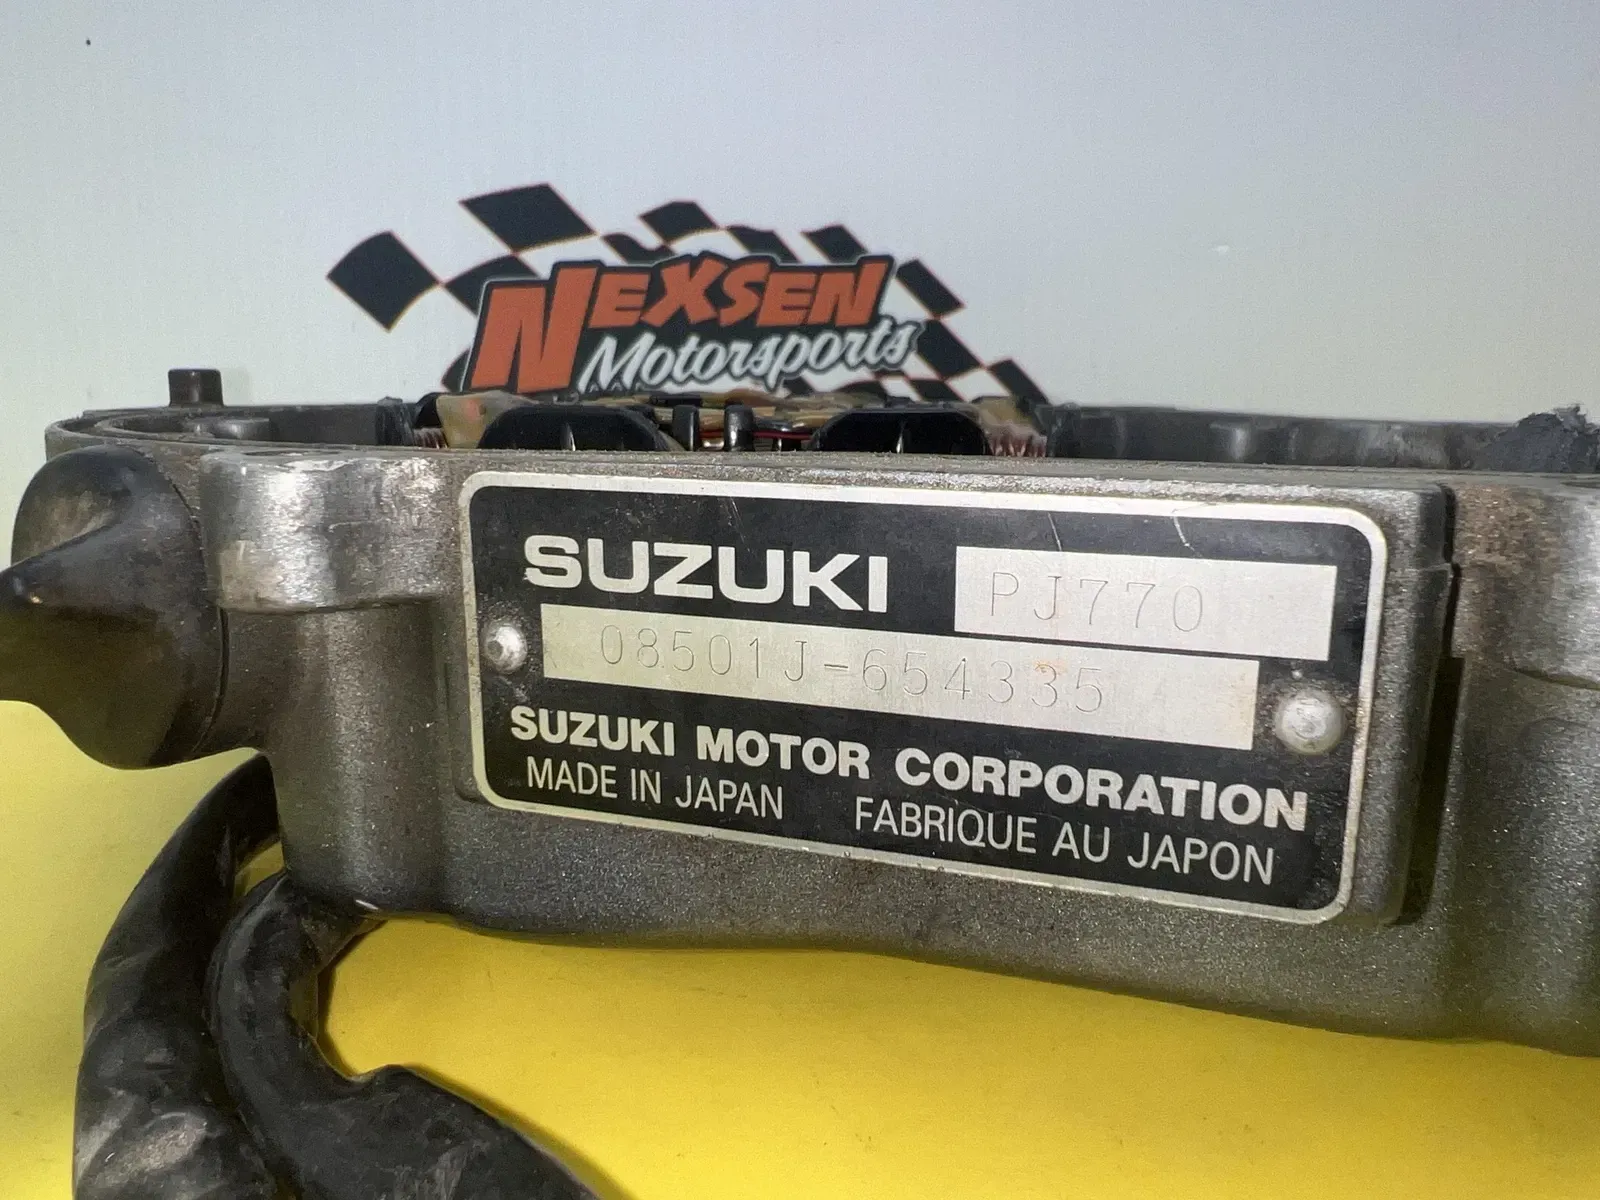 NEXSEN
Motorsports
SUZUKI PJ770
08501J-654335
SUZUKI MOTOR CORPORATION
MADE IN JAPAN FABRIQUE AU JAPON